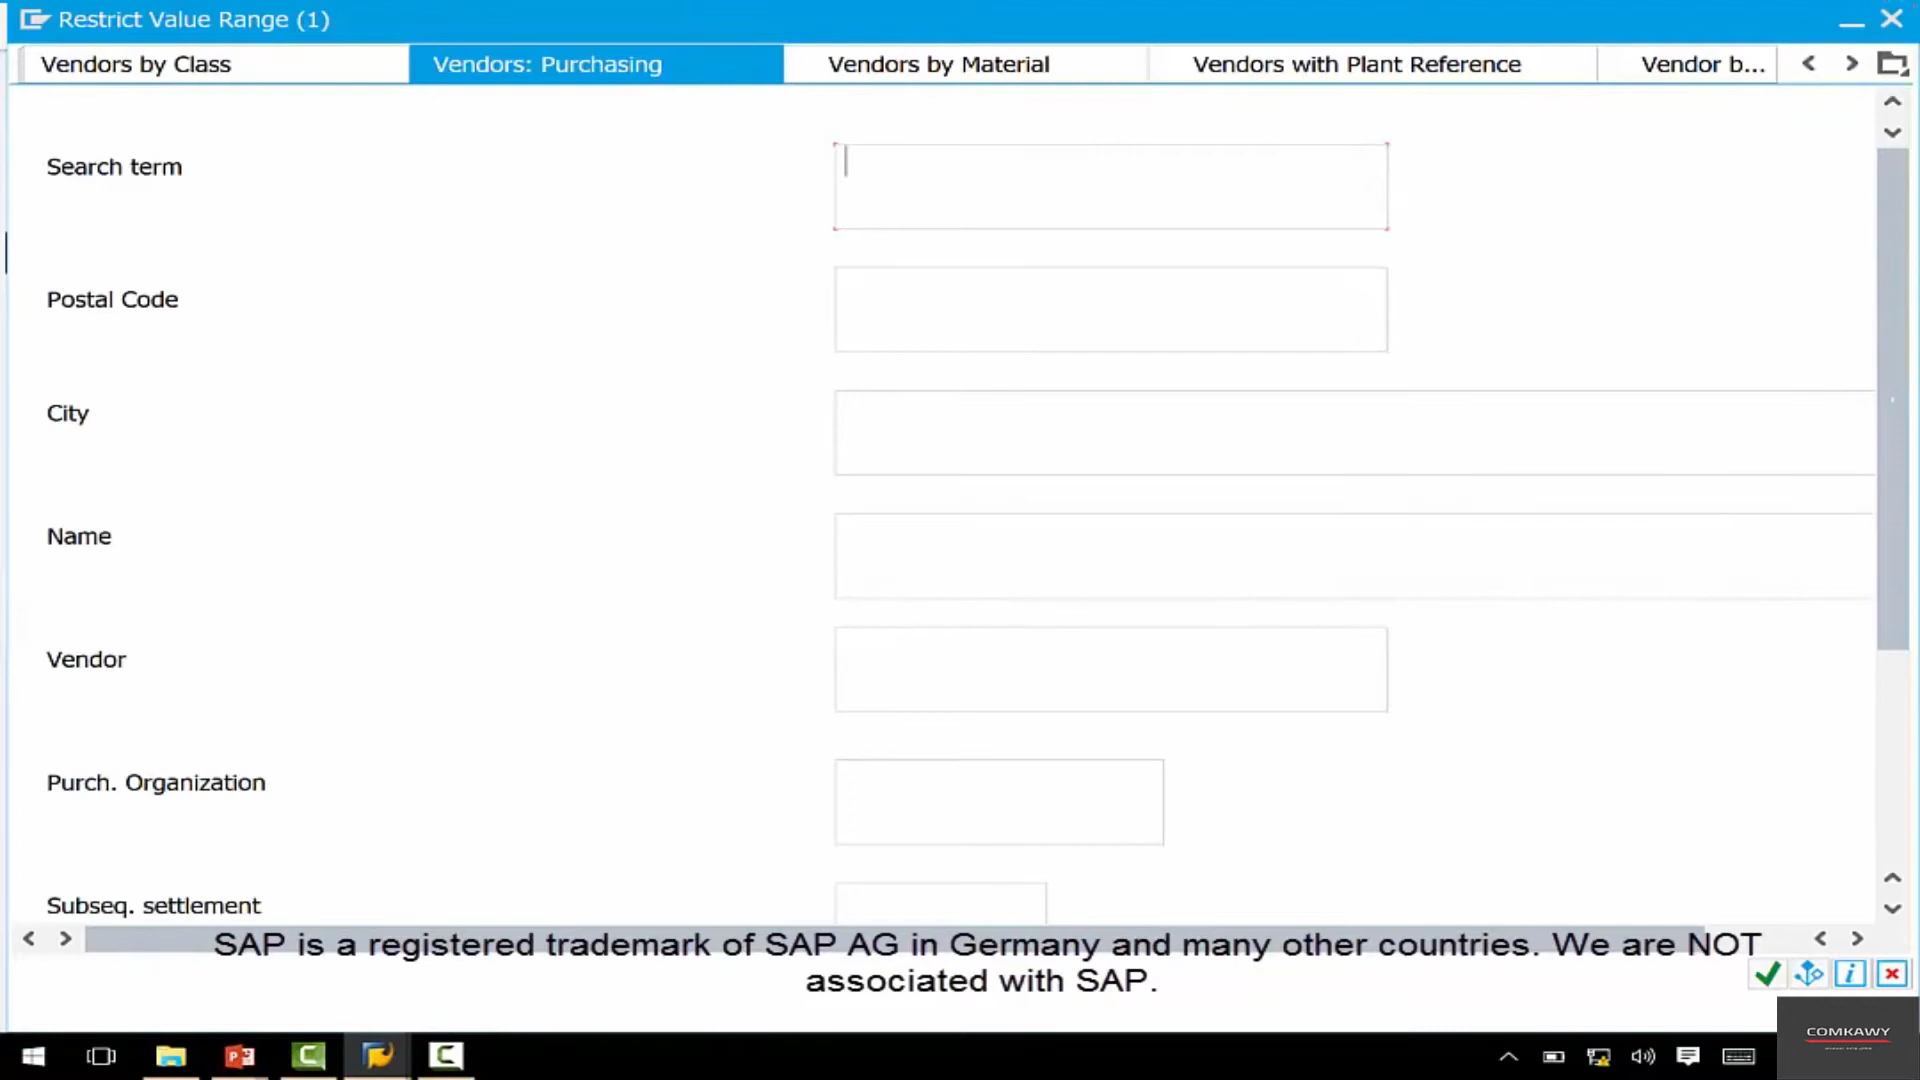 Restrict Value Range (1)
Vendors by Class
Vendors: Purchasing
Vendors by Material
Vendors with Plant Reference
Vendor b...
Search term
Postal Code
City
Name
Vendor
Purch. Organization
Subseq. settlement
SAP is a registered trademark of SAP AG in Germany and many other countries. We are NOT
associated with SAP.
COMKAWY